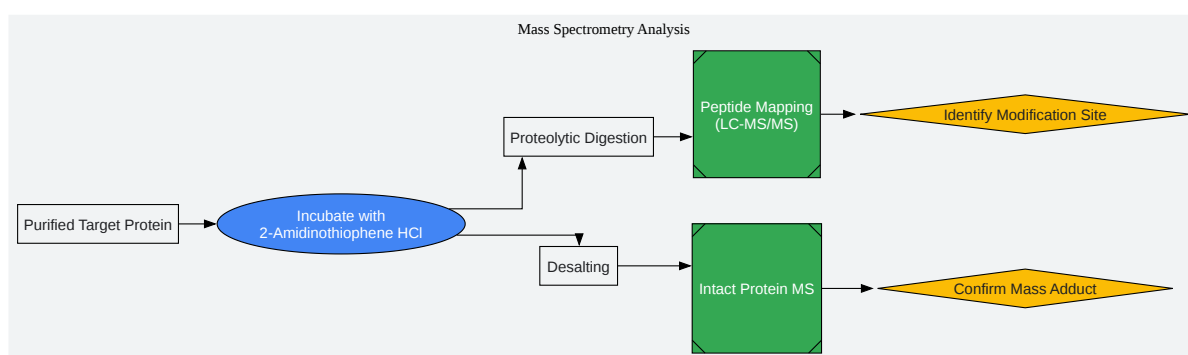 Mass Spectrometry Analysis
Purified Target Protein
Incubate with
2-Amidinothiophene HCl
Proteolytic Digestion
Peptide Mapping
(LC-MS/MS)
Identify Modification Site
Desalting
Intact Protein MS
Confirm Mass Adduct